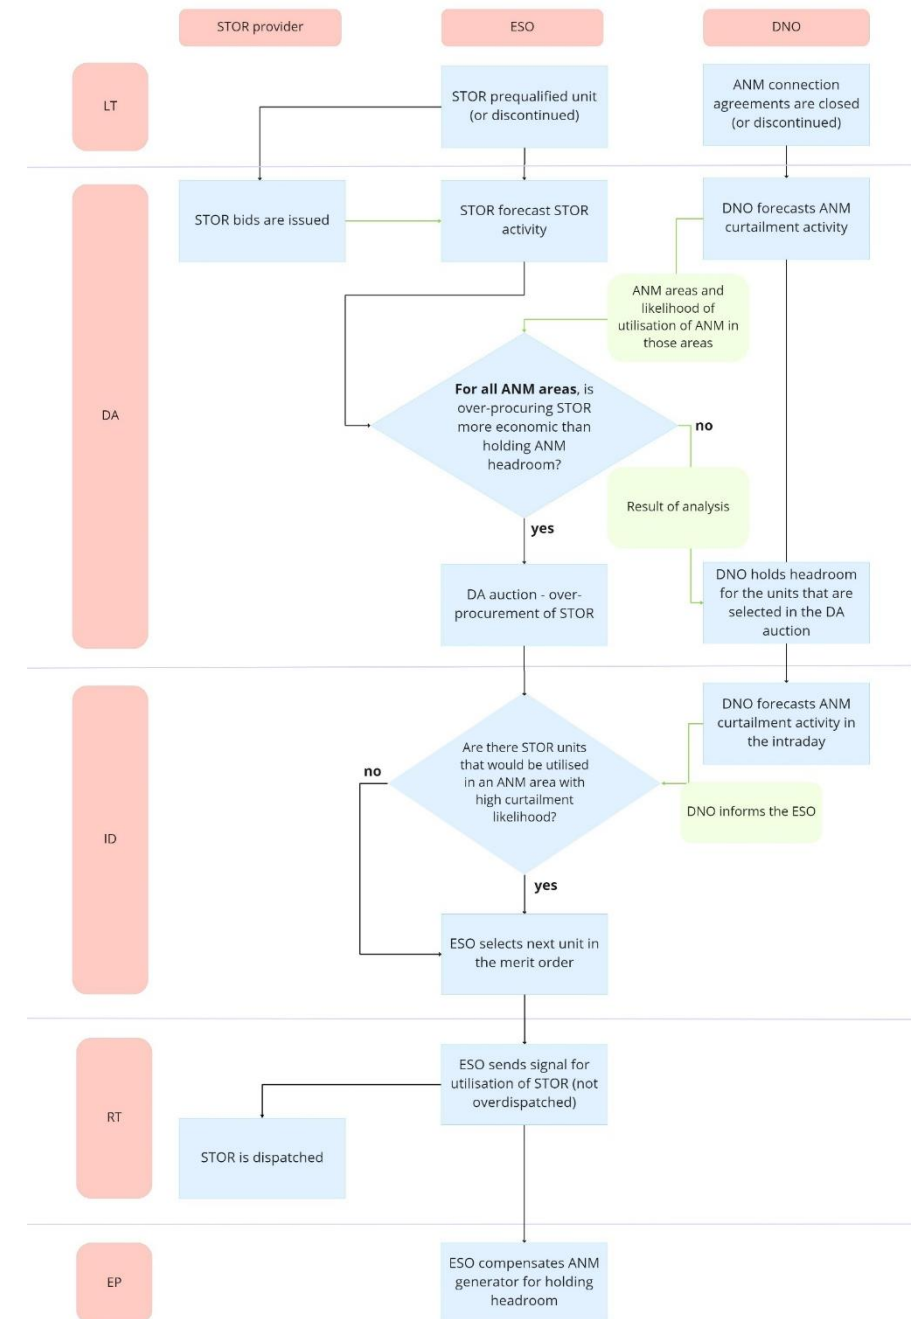 STOR provider
ESO
DNO
LT
STOR prequalified unit
(or discontinued)
ANM connection
agreements are closed
(or discontinued)
DA
STOR bids are issued
STOR forecast STOR
activity
DNO forecasts ANM
curtailment activity
ANM areas and
likelihood of
utilisation of ANM in
those areas
For all ANM areas, is
over-procuring STOR
more economic than
holding ANM
headroom?
no
Result of analysis
yes
DA auction - over-
procurement of STOR
DNO holds headroom
for the units that are
selected in the DA
auction
ID
DNO forecasts ANM
curtailment activity in
the intraday
Are there STOR units
that would be utilised
in an ANM area with
high curtailment
likelihood?
no
DNO informs the ESO
yes
ESO selects next unit in
the merit order
RT
ESO sends signal for
utilisation of STOR (not
overdispatched)
STOR is dispatched
EP
ESO compensates ANM
generator for holding
headroom